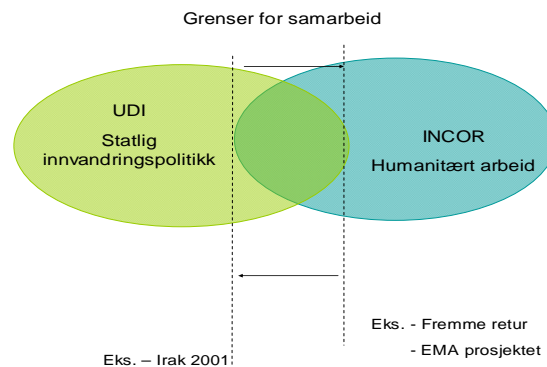 Grenser for samarbeid
UDI
Statlig
innvandringspolitikk
INCOR
Humanitært arbeid
Eks. - Fremme retur
- EMA prosjektet
Eks. – Irak 2001